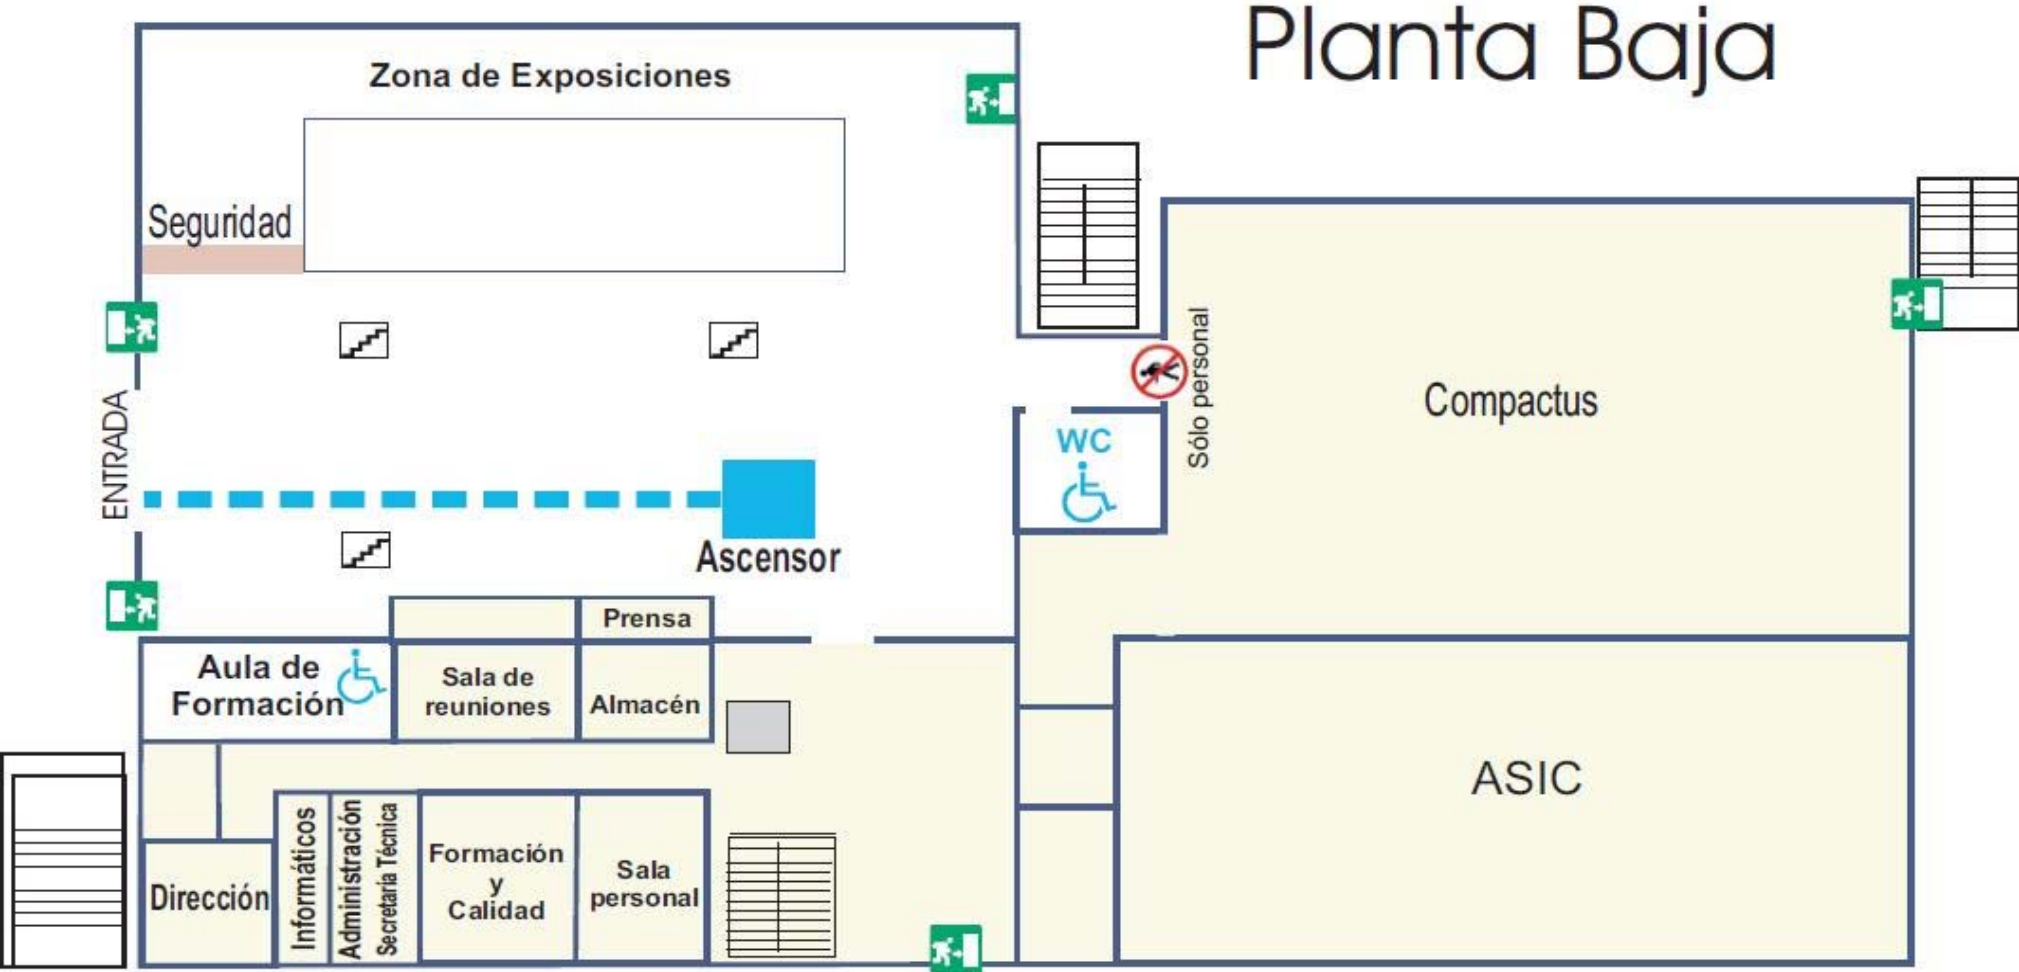 Planta Baja
Zona de Exposiciones
Seguridad
ENTRADA
Sólo personal
Compactus
WC
Ascensor
Prensa
Aula de
Formación
Sala de
reuniones
Almacén
ASIC
Dirección
Informáticos
Administración
Secretaria Técnica
Formación
y
Calidad
Sala
personal